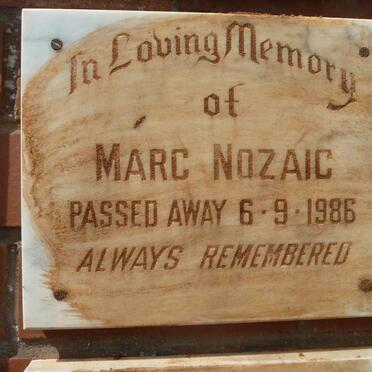 In Loving Memory
of
MARC NOZAIC
PASSED AWAY 6·9·1986
ALWAYS REMEMBERED